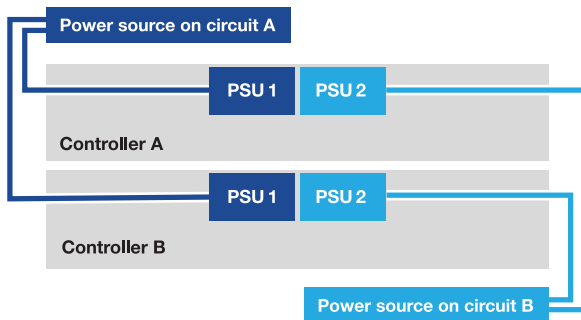 Power source on circuit A
PSU 1 PSU 2
Controller A
PSU 1 PSU 2
Controller B
Power source on circuit B